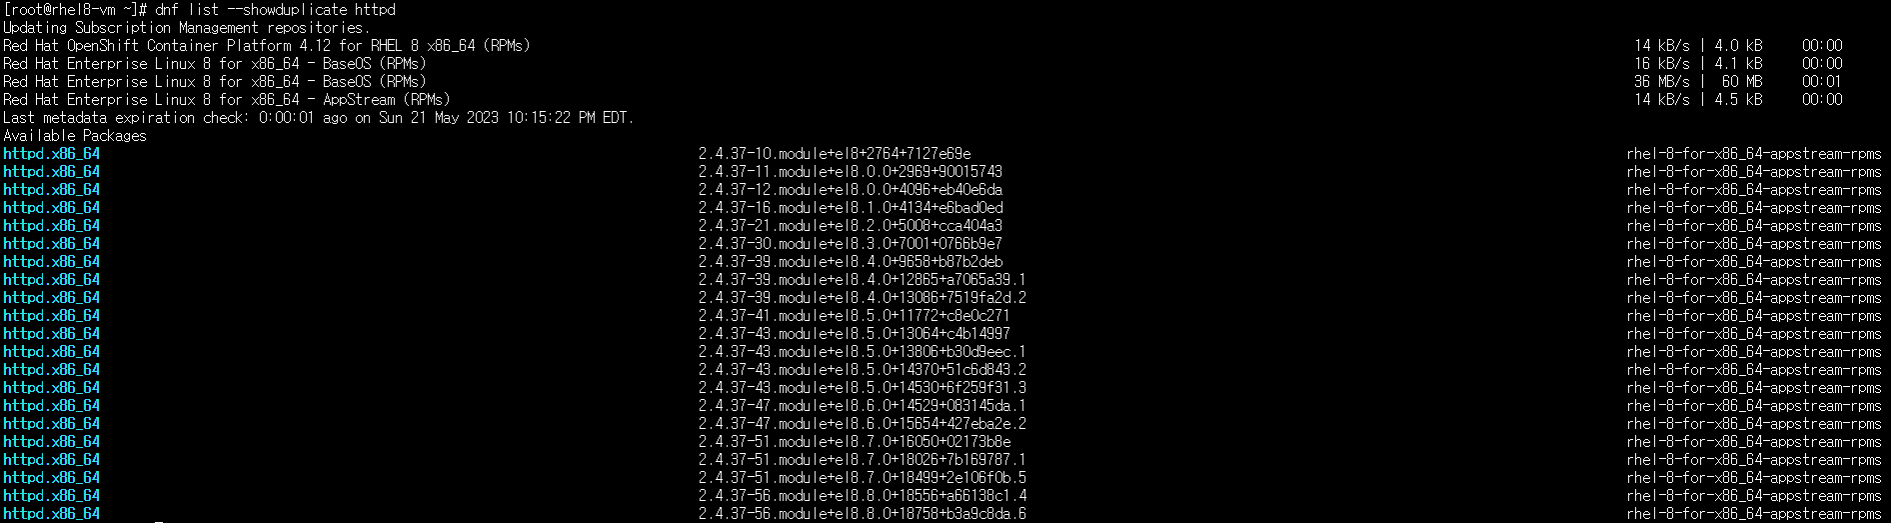 [root@rhel8-vm ~]# dnf list --showduplicate httpd
Updating Subscription Management repositories.
Red Hat OpenShift Container Platform 4.12 for RHEL 8 x86_64 (RPMs) 14 kB/s | 4.0 kB 00:00
Red Hat Enterprise Linux 8 for x86_64 - BaseOS (RPMs) 16 kB/s | 4.1 kB 00:00
Red Hat Enterprise Linux 8 for x86_64 - BaseOS (RPMs) 36 MB/s | 60 MB 00:01
Red Hat Enterprise Linux 8 for x86_64 - AppStream (RPMs) 14 kB/s | 4.5 kB 00:00
Last metadata expiration check: 0:00:01 ago on Sun 21 May 2023 10:15:22 PM EDT.
Available Packages
httpd.x86_64 2.4.37-10.module+el8+2764+7127e69e rhel-8-for-x86_64-appstream-rpms
httpd.x86_64 2.4.37-11.module+el8.0.0+2969+90015743 rhel-8-for-x86_64-appstream-rpms
httpd.x86_64 2.4.37-12.module+el8.0.0+4096+eb40e6da rhel-8-for-x86_64-appstream-rpms
httpd.x86_64 2.4.37-16.module+el8.1.0+4134+e6bad0ed rhel-8-for-x86_64-appstream-rpms
httpd.x86_64 2.4.37-21.module+el8.2.0+5008+cca404a3 rhel-8-for-x86_64-appstream-rpms
httpd.x86_64 2.4.37-30.module+el8.3.0+7001+0766b9e7 rhel-8-for-x86_64-appstream-rpms
httpd.x86_64 2.4.37-39.module+el8.4.0+9658+b87b2deb rhel-8-for-x86_64-appstream-rpms
httpd.x86_64 2.4.37-39.module+el8.4.0+12865+a7065a39.1 rhel-8-for-x86_64-appstream-rpms
httpd.x86_64 2.4.37-39.module+el8.4.0+13086+7519fa2d.2 rhel-8-for-x86_64-appstream-rpms
httpd.x86_64 2.4.37-41.module+el8.5.0+11772+c8e0c271 rhel-8-for-x86_64-appstream-rpms
httpd.x86_64 2.4.37-43.module+el8.5.0+13064+c4b14997 rhel-8-for-x86_64-appstream-rpms
httpd.x86_64 2.4.37-43.module+el8.5.0+13806+b30d9eec.1 rhel-8-for-x86_64-appstream-rpms
httpd.x86_64 2.4.37-43.module+el8.5.0+14370+51c6d843.2 rhel-8-for-x86_64-appstream-rpms
httpd.x86_64 2.4.37-43.module+el8.5.0+14530+6f259f31.3 rhel-8-for-x86_64-appstream-rpms
httpd.x86_64 2.4.37-47.module+el8.6.0+14529+083145da.1 rhel-8-for-x86_64-appstream-rpms
httpd.x86_64 2.4.37-47.module+el8.6.0+15654+427eba2e.2 rhel-8-for-x86_64-appstream-rpms
httpd.x86_64 2.4.37-51.module+el8.7.0+16050+02173b8e rhel-8-for-x86_64-appstream-rpms
httpd.x86_64 2.4.37-51.module+el8.7.0+18026+7b169787.1 rhel-8-for-x86_64-appstream-rpms
httpd.x86_64 2.4.37-51.module+el8.7.0+18499+2e106f0b.5 rhel-8-for-x86_64-appstream-rpms
httpd.x86_64 2.4.37-56.module+el8.8.0+18556+a66138c1.4 rhel-8-for-x86_64-appstream-rpms
httpd.x86_64 2.4.37-56.module+el8.8.0+18758+b3a9c8da.6 rhel-8-for-x86_64-appstream-rpms